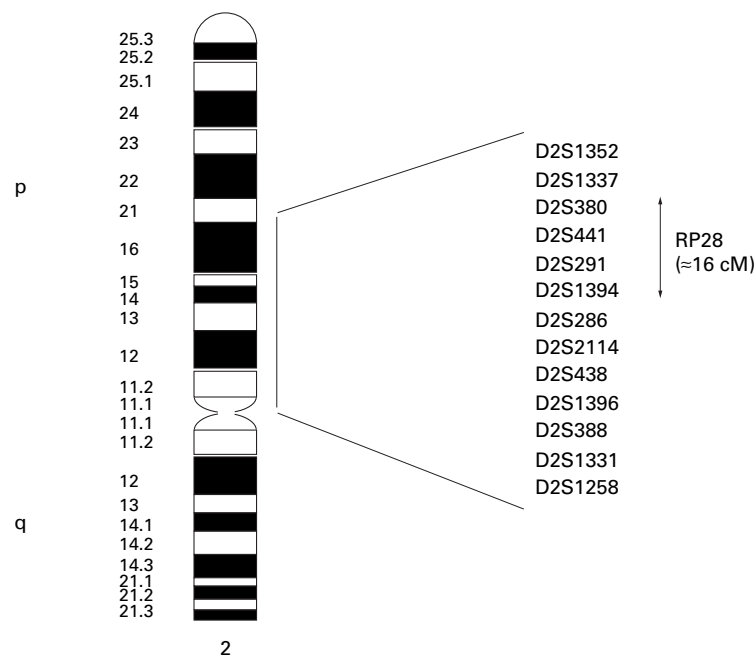 25.3
25.2
25.1
24
23
p
22
21
16
15
14
13
12
11.2
11.1
11.1
11.2
12
13
q
14.1
14.2
14.3
21.1
21.2
21.3
2
D2S1352
D2S1337
D2S380
D2S441
D2S291
D2S1394
D2S286
D2S2114
D2S438
D2S1396
D2S388
D2S1331
D2S1258
RP28
(≈16 cM)